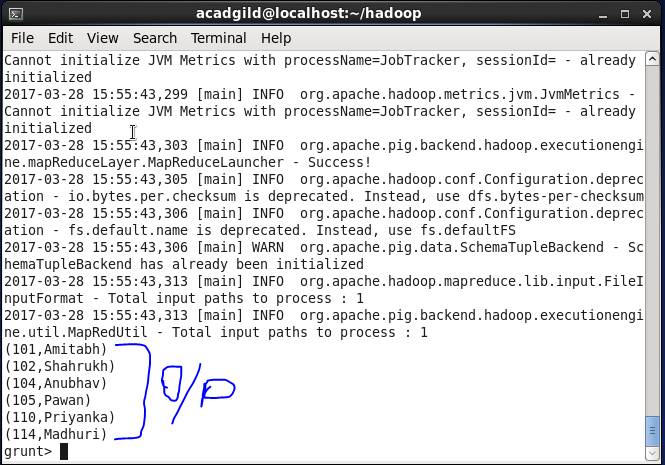 acadgild@localhost:~/hadoop
File Edit View Search Terminal Help
Cannot initialize JVM Metrics with processName=JobTracker, sessionId= - already
initialized
2017-03-28 15:55:43,299 [main] INFO  org.apache.hadoop.metrics.jvm.JvmMetrics -
Cannot initialize JVM Metrics with processName=JobTracker, sessionId= - already
initialized
2017-03-28 15:55:43,303 [main] INFO  org.apache.pig.backend.hadoop.executionengi
ne.mapReduceLayer.MapReduceLauncher - Success!
2017-03-28 15:55:43,305 [main] INFO  org.apache.hadoop.conf.Configuration.deprec
ation - io.bytes.per.checksum is deprecated. Instead, use dfs.bytes-per-checksum
2017-03-28 15:55:43,306 [main] INFO  org.apache.hadoop.conf.Configuration.deprec
ation - fs.default.name is deprecated. Instead, use fs.defaultFS
2017-03-28 15:55:43,306 [main] WARN  org.apache.pig.data.SchemaTupleBackend - Sc
hemaTupleBackend has already been initialized
2017-03-28 15:55:43,313 [main] INFO  org.apache.hadoop.mapreduce.lib.input.FileI
nputFormat - Total input paths to process : 1
2017-03-28 15:55:43,313 [main] INFO  org.apache.pig.backend.hadoop.executionengi
ne.util.MapRedUtil - Total input paths to process : 1
(101,Amitabh)
(102,Shahrukh)
(104,Anubhav)
(105,Pawan)
(110,Priyanka)
(114,Madhuri)
O/P
grunt>